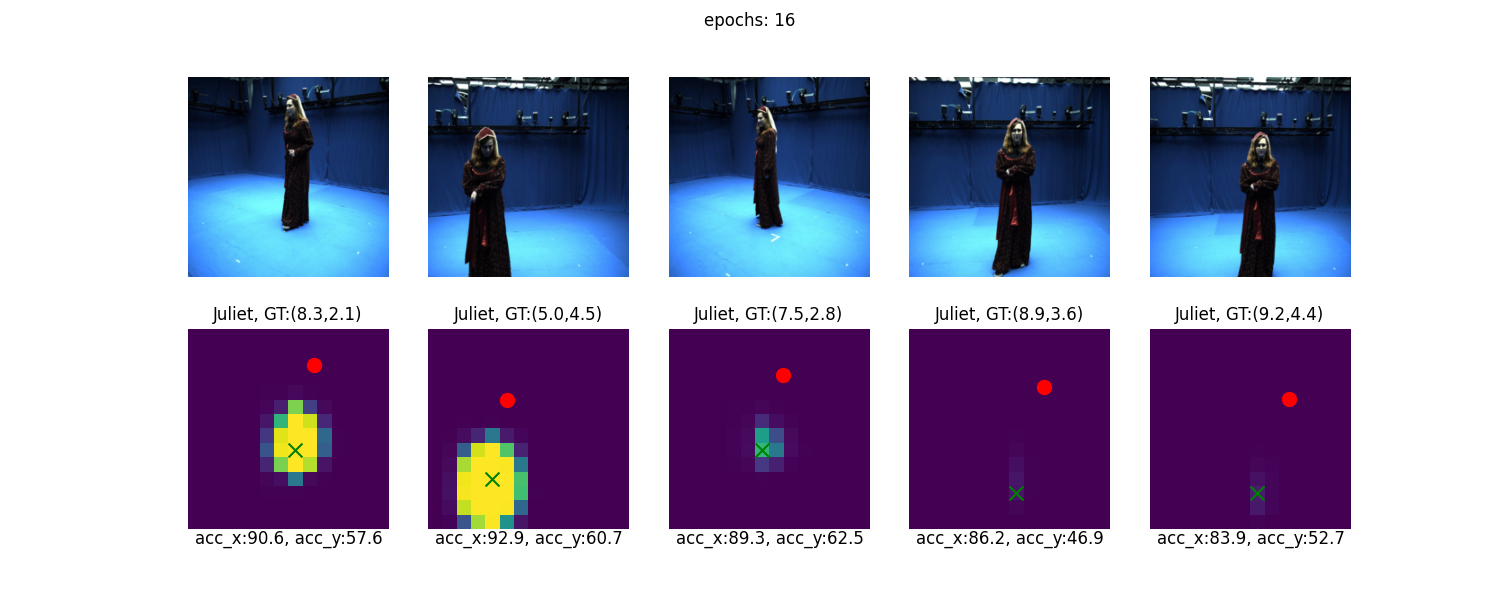 epochs: 16
Juliet, GT:(8.3,2.1)
Juliet, GT:(5.0,4.5)
Juliet, GT:(7.5,2.8)
Juliet, GT:(8.9,3.6)
Juliet, GT:(9.2,4.4)
acc_x:90.6, acc_y:57.6
acc_x:92.9, acc_y:60.7
acc_x:89.3, acc_y:62.5
acc_x:86.2, acc_y:46.9
acc_x:83.9, acc_y:52.7